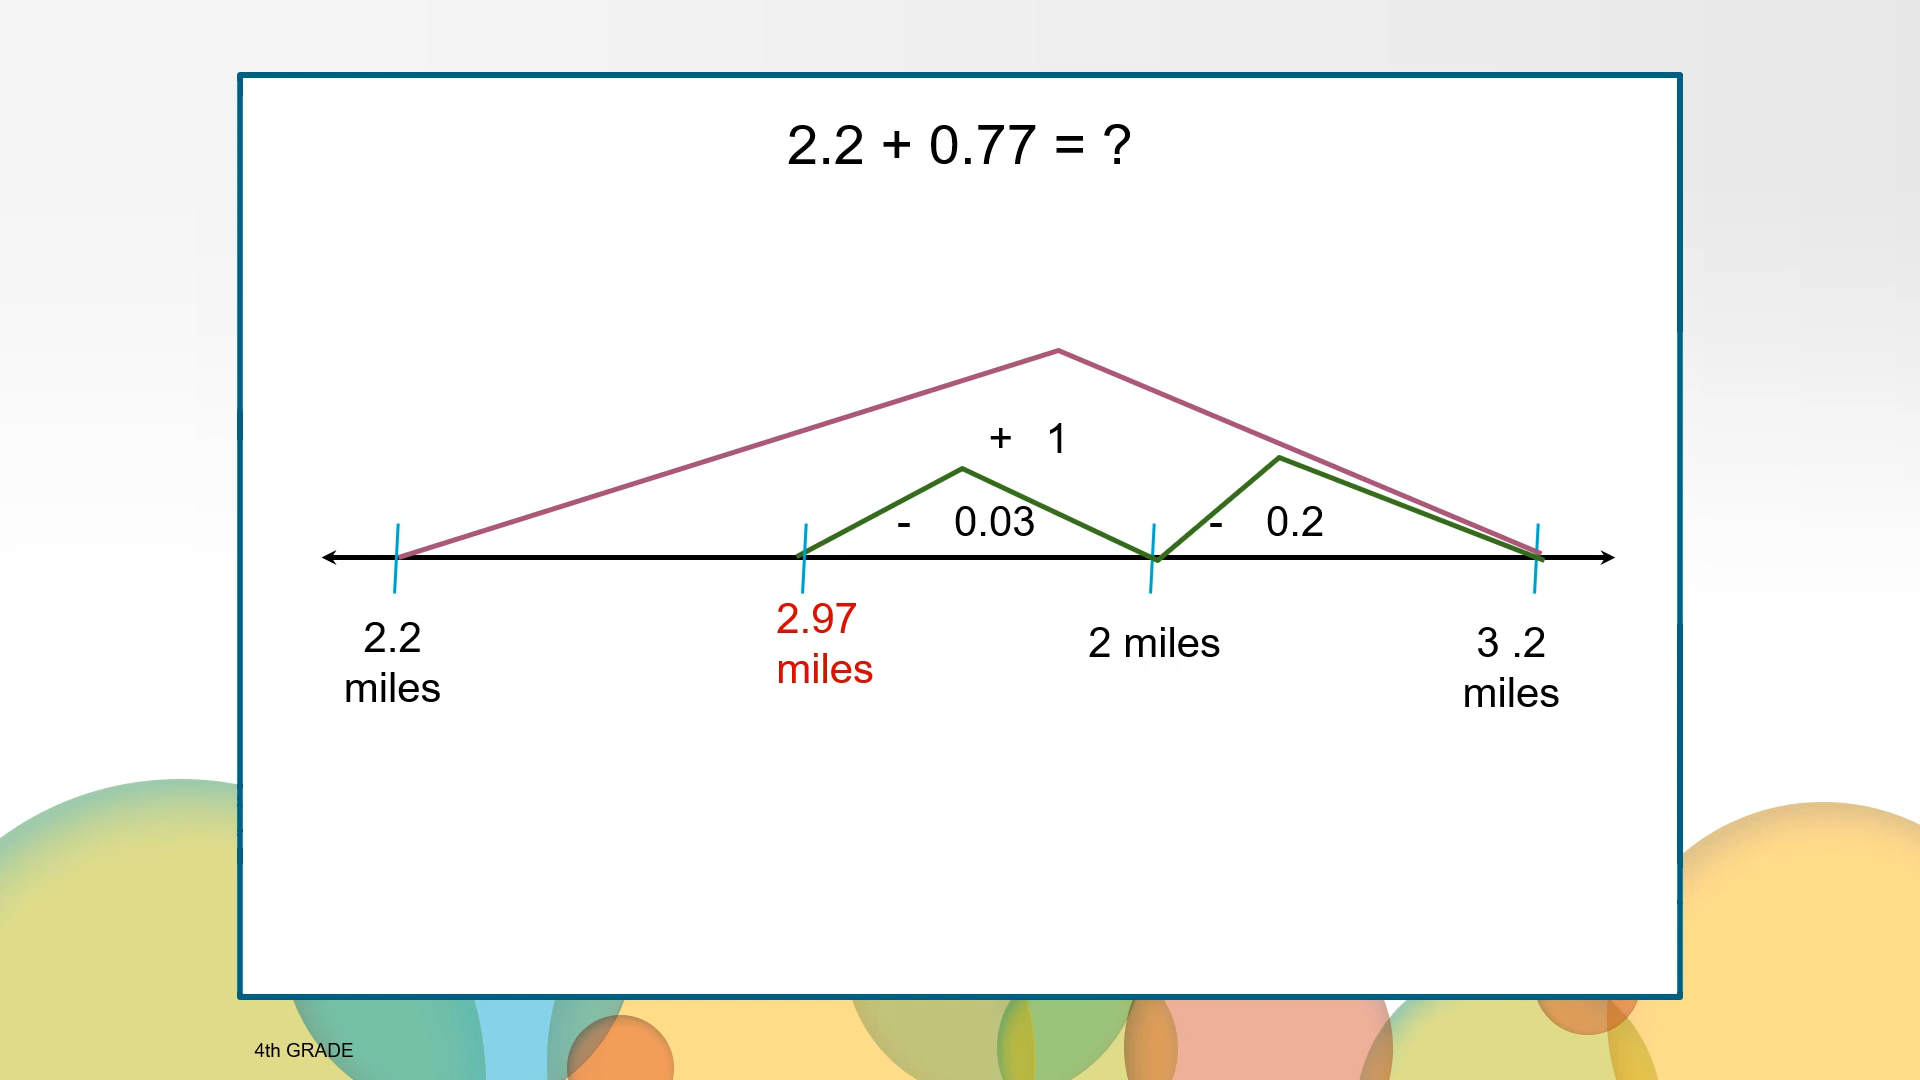 2.2 + 0.77 = ?
+ 1
- 0.03
- 0.2
2.2
miles
2.97
miles
2 miles
3 .2
miles
4th GRADE